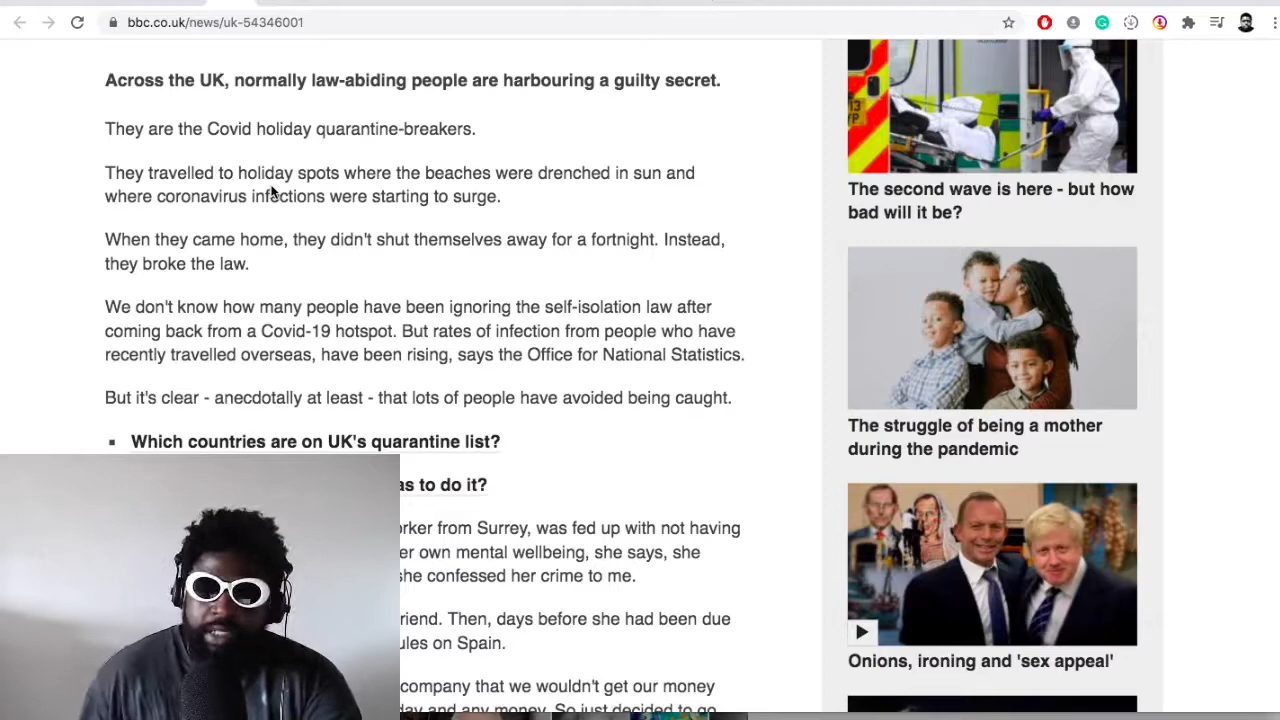 bbc.co.uk/news/uk-54346001
Across the UK, normally law-abiding people are harbouring a guilty secret.
They are the Covid holiday quarantine-breakers.
They travelled to holiday spots where the beaches were drenched in sun and
where coronavirus infections were starting to surge.
When they came home, they didn't shut themselves away for a fortnight. Instead,
they broke the law.
We don't know how many people have been ignoring the self-isolation law after
coming back from a Covid-19 hotspot. But rates of infection from people who have
recently travelled overseas, have been rising, says the Office for National Statistics.
But it's clear - anecdotally at least - that lots of people have avoided being caught.
Which countries are on UK's quarantine list?
as to do it?
orker from Surrey, was fed up with not having
er own mental wellbeing, she says, she
she confessed her crime to me.
riend. Then, days before she had been due
ules on Spain.
company that we wouldn't get our money
day and any money. So just decided to go
The second wave is here - but how
bad will it be?
The struggle of being a mother
during the pandemic
Onions, ironing and 'sex appeal'